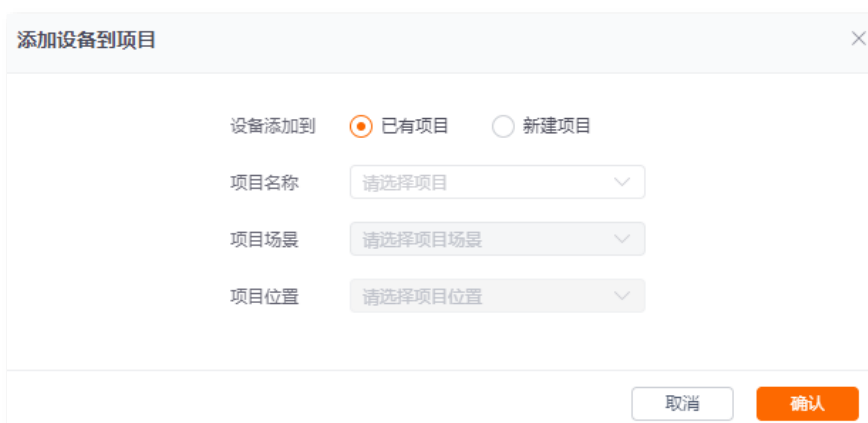 添加设备到项目
设备添加到 已有项目 新建项目
项目名称 请选择项目
项目场景 请选择项目场景
项目位置 请选择项目位置
取消 确认